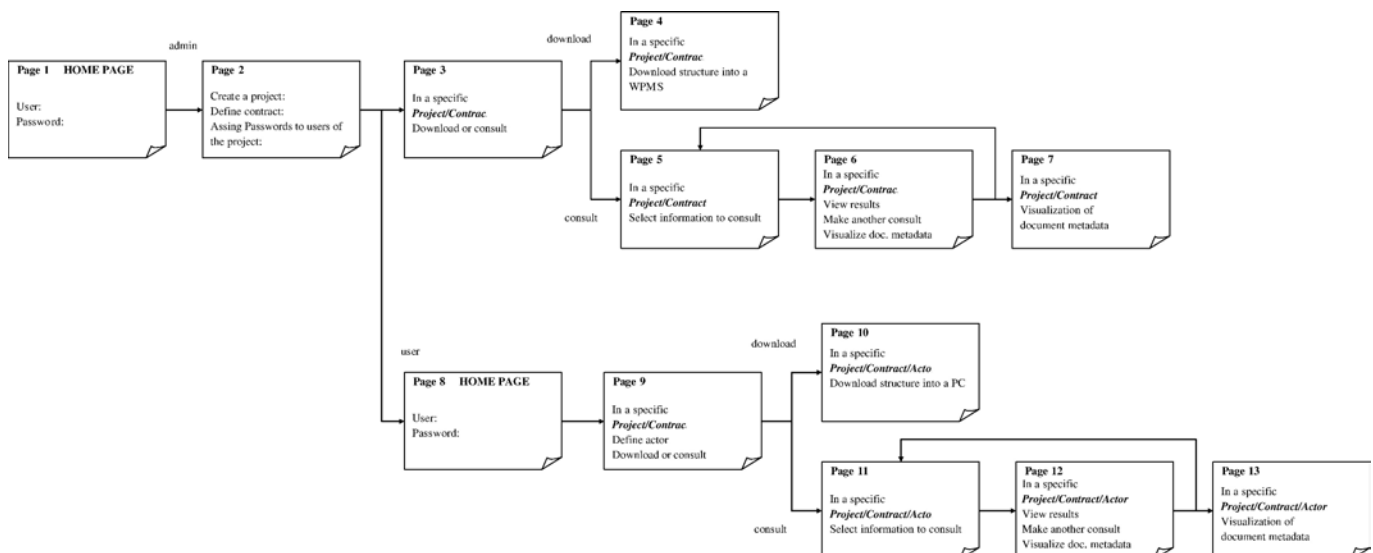 admin
Page 1 HOME PAGE
User:
Password:
Page 2
Create a project:
Define contract:
Assing Passwords to users of
the project:
Page 3
In a specific
Project/Contrac
Download or consult
download
Page 4
In a specific
Project/Contrac
Download structure into a
WPMS
consult
Page 5
In a specific
Project/Contract
Select information to consult
Page 6
In a specific
Project/Contrac
View results
Make another consult
Visualize doc. metadata
Page 7
In a specific
Project/Contract
Visualization of
document metadata
user
Page 8 HOME PAGE
User:
Password:
Page 9
In a specific
Project/Contrac
Define actor
Download or consult
download
Page 10
In a specific
Project/Contract/Acto
Download structure into a PC
consult
Page 11
In a specific
Project/Contract/Acto
Select information to consult
Page 12
In a specific
Project/Contract/Actor
View results
Make another consult
Visualize doc. metadata
Page 13
In a specific
Project/Contract/Actor
Visualization of
document metadata